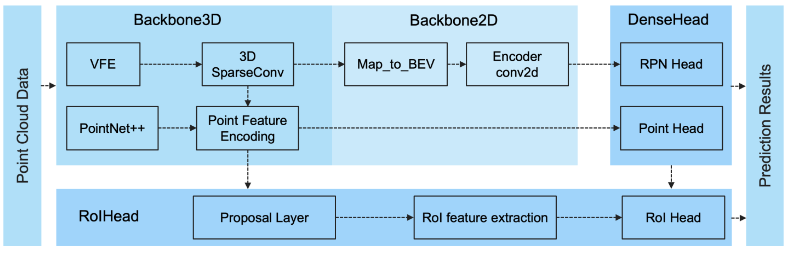 Backbone3D
Backbone2D
DenseHead
Point Cloud Data
VFE
3D
SparseConv
Map_to_BEV
Encoder
conv2d
RPN Head
PointNet++
Point Feature
Encoding
Point Head
Prediction Results
RoIHead
Proposal Layer
RoI feature extraction
RoI Head